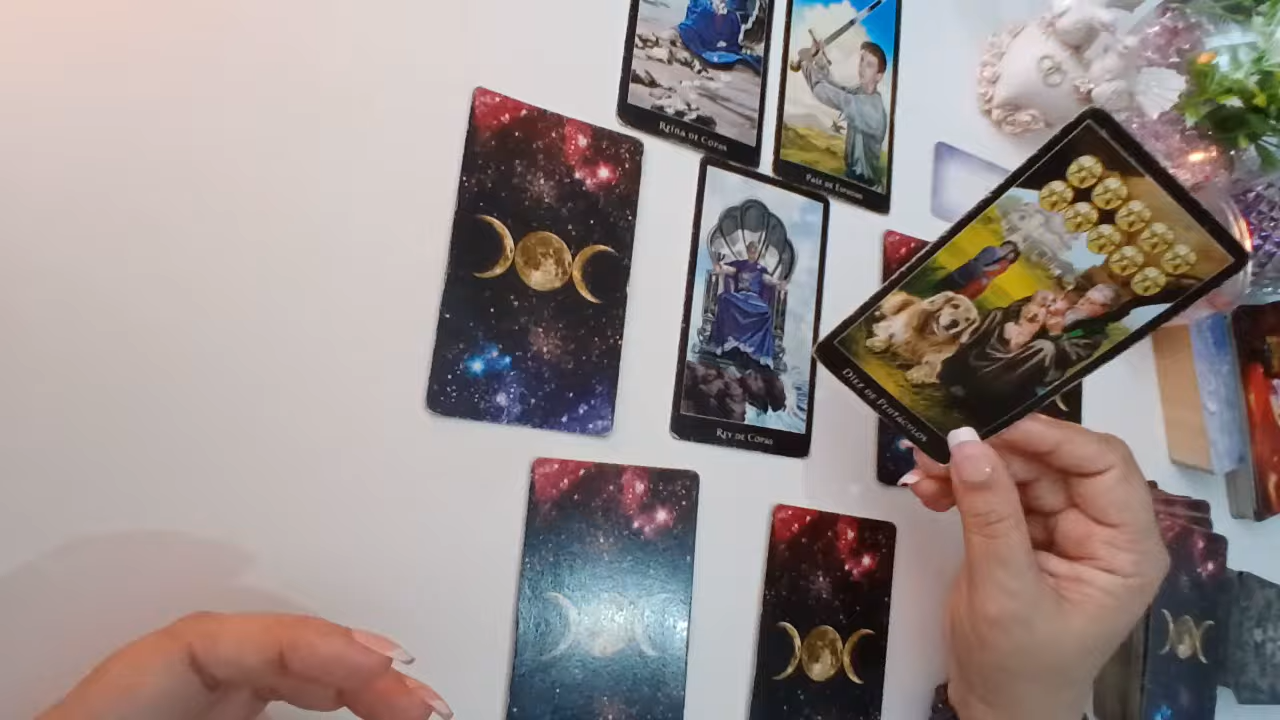 Reina de Copas
Paje de Espadas
Rey de Copas
Diez de Pentáculos